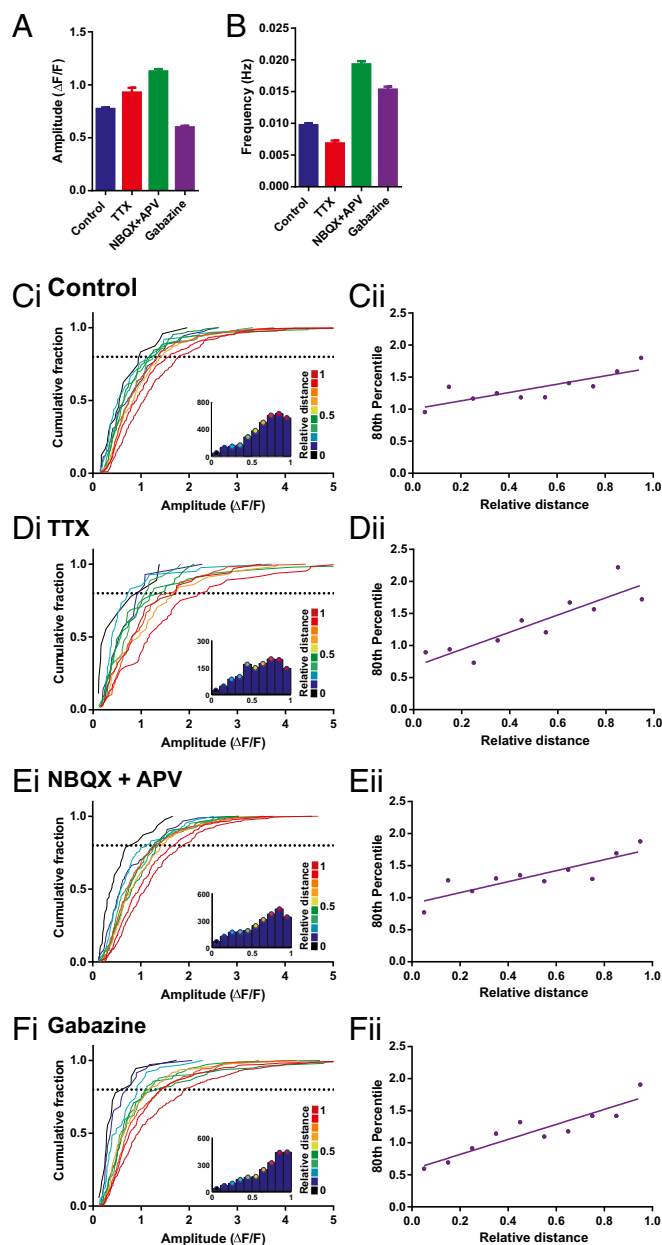 A
Amplitude (ΔF/F)
1.5
1.0
0.5
0.0
Control
TTX
NBQX+APV
Gabazine
B
Frequency (Hz)
0.025
0.020
0.015
0.010
0.005
0.000
Control
TTX
NBQX+APV
Gabazine
Ci Control
Cumulative fraction
1.0
0.5
0.0
0 1 2 3 4 5
Amplitude (ΔF/F)
800
400
0
0 0.5 1
Relative distance
1
0.5
0
Cii
80th Percentile
2.5
2.0
1.5
1.0
0.5
0.0
0.0 0.2 0.4 0.6 0.8 1.0
Relative distance
Di TTX
Cumulative fraction
1.0
0.5
0.0
0 1 2 3 4 5
Amplitude (ΔF/F)
300
150
0
0 0.5 1
Relative distance
1
0.5
0
Dii
80th Percentile
2.5
2.0
1.5
1.0
0.5
0.0
0.0 0.2 0.4 0.6 0.8 1.0
Relative distance
Ei NBQX + APV
Cumulative fraction
1.0
0.5
0.0
0 1 2 3 4 5
Amplitude (ΔF/F)
600
300
0
0 0.5 1
Relative distance
1
0.5
0
Eii
80th Percentile
2.5
2.0
1.5
1.0
0.5
0.0
0.0 0.2 0.4 0.6 0.8 1.0
Relative distance
Fi Gabazine
Cumulative fraction
1.0
0.5
0.0
0 1 2 3 4 5
Amplitude (ΔF/F)
600
300
0
0 0.5 1
Relative distance
1
0.5
0
Fii
80th Percentile
2.5
2.0
1.5
1.0
0.5
0.0
0.0 0.2 0.4 0.6 0.8 1.0
Relative distance